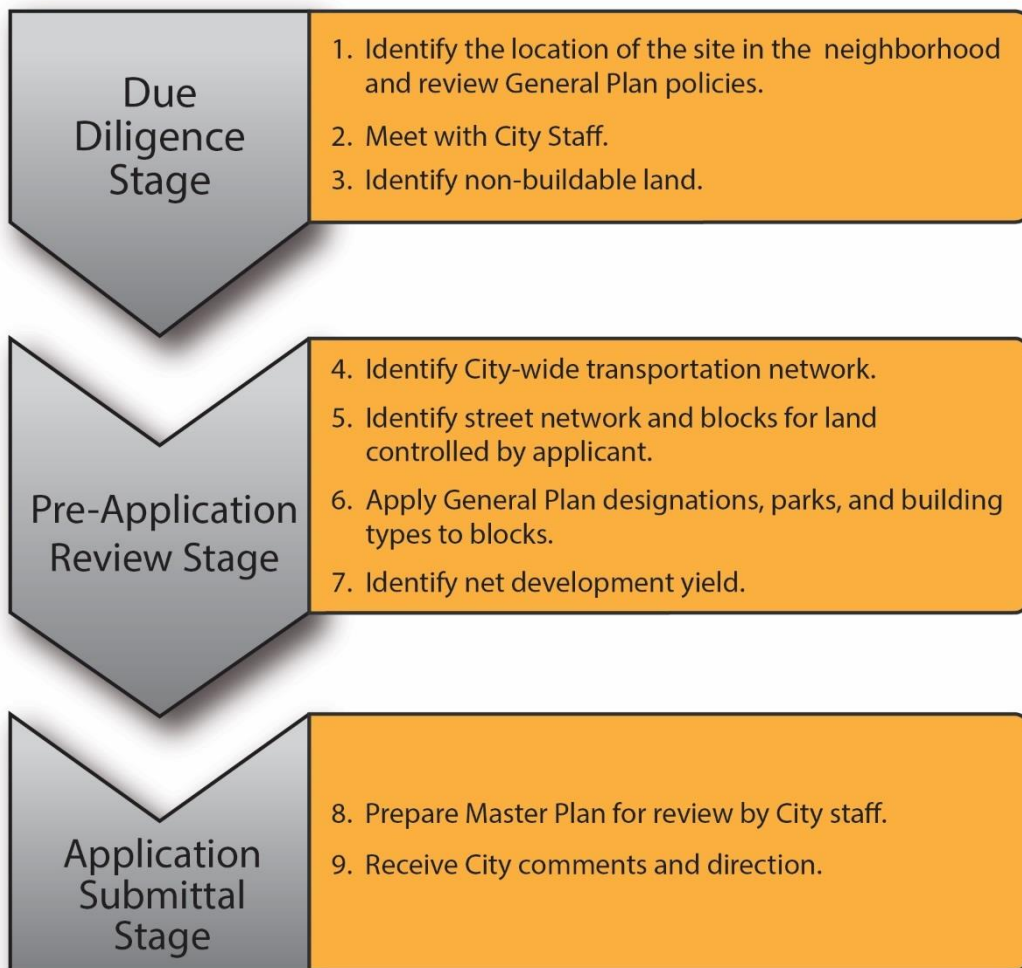 Due
Diligence
Stage
1. Identify the location of the site in the neighborhood
and review General Plan policies.
2. Meet with City Staff.
3. Identify non-buildable land.
Pre-Application
Review Stage
4. Identify City-wide transportation network.
5. Identify street network and blocks for land
controlled by applicant.
6. Apply General Plan designations, parks, and building
types to blocks.
7. Identify net development yield.
Application
Submittal
Stage
8. Prepare Master Plan for review by City staff.
9. Receive City comments and direction.